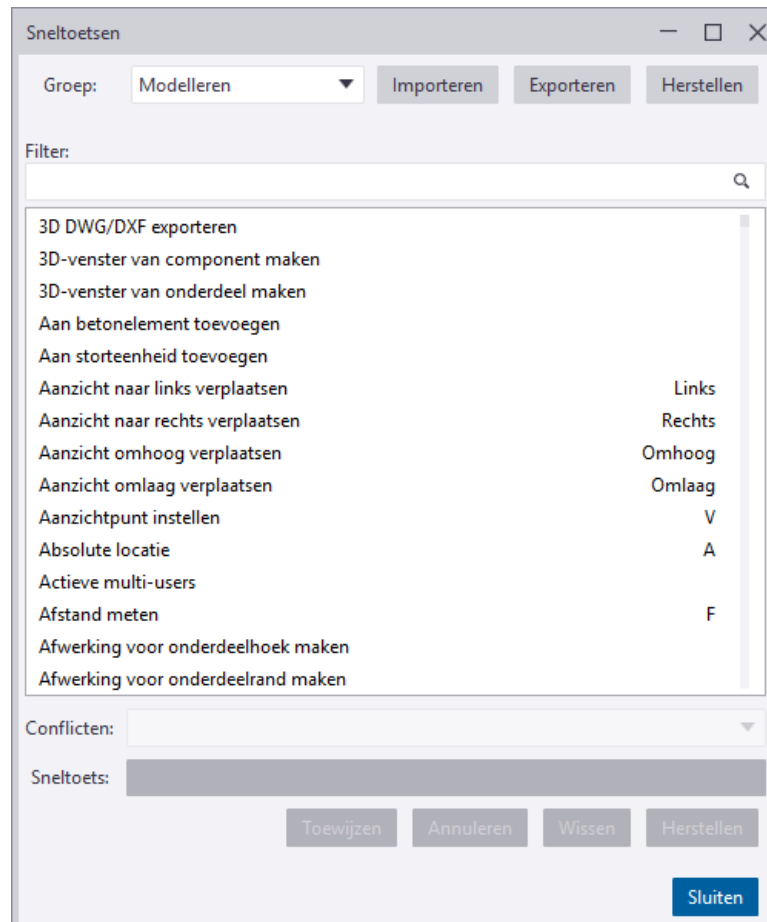 Sneltoetsen
Groep: Modelleren Importeren Exporteren Herstellen
Filter:
3D DWG/DXF exporteren
3D-venster van component maken
3D-venster van onderdeel maken
Aan betonelement toevoegen
Aan storteenheid toevoegen
Aanzicht naar links verplaatsen Links
Aanzicht naar rechts verplaatsen Rechts
Aanzicht omhoog verplaatsen Omhoog
Aanzicht omlaag verplaatsen Omlaag
Aanzichtpunt instellen V
Absolute locatie A
Actieve multi-users
Afstand meten F
Afwerking voor onderdeelhoek maken
Afwerking voor onderdeelrand maken
Conflicten:
Sneltoets:
Toewijzen Annuleren Wissen Herstellen
Sluiten